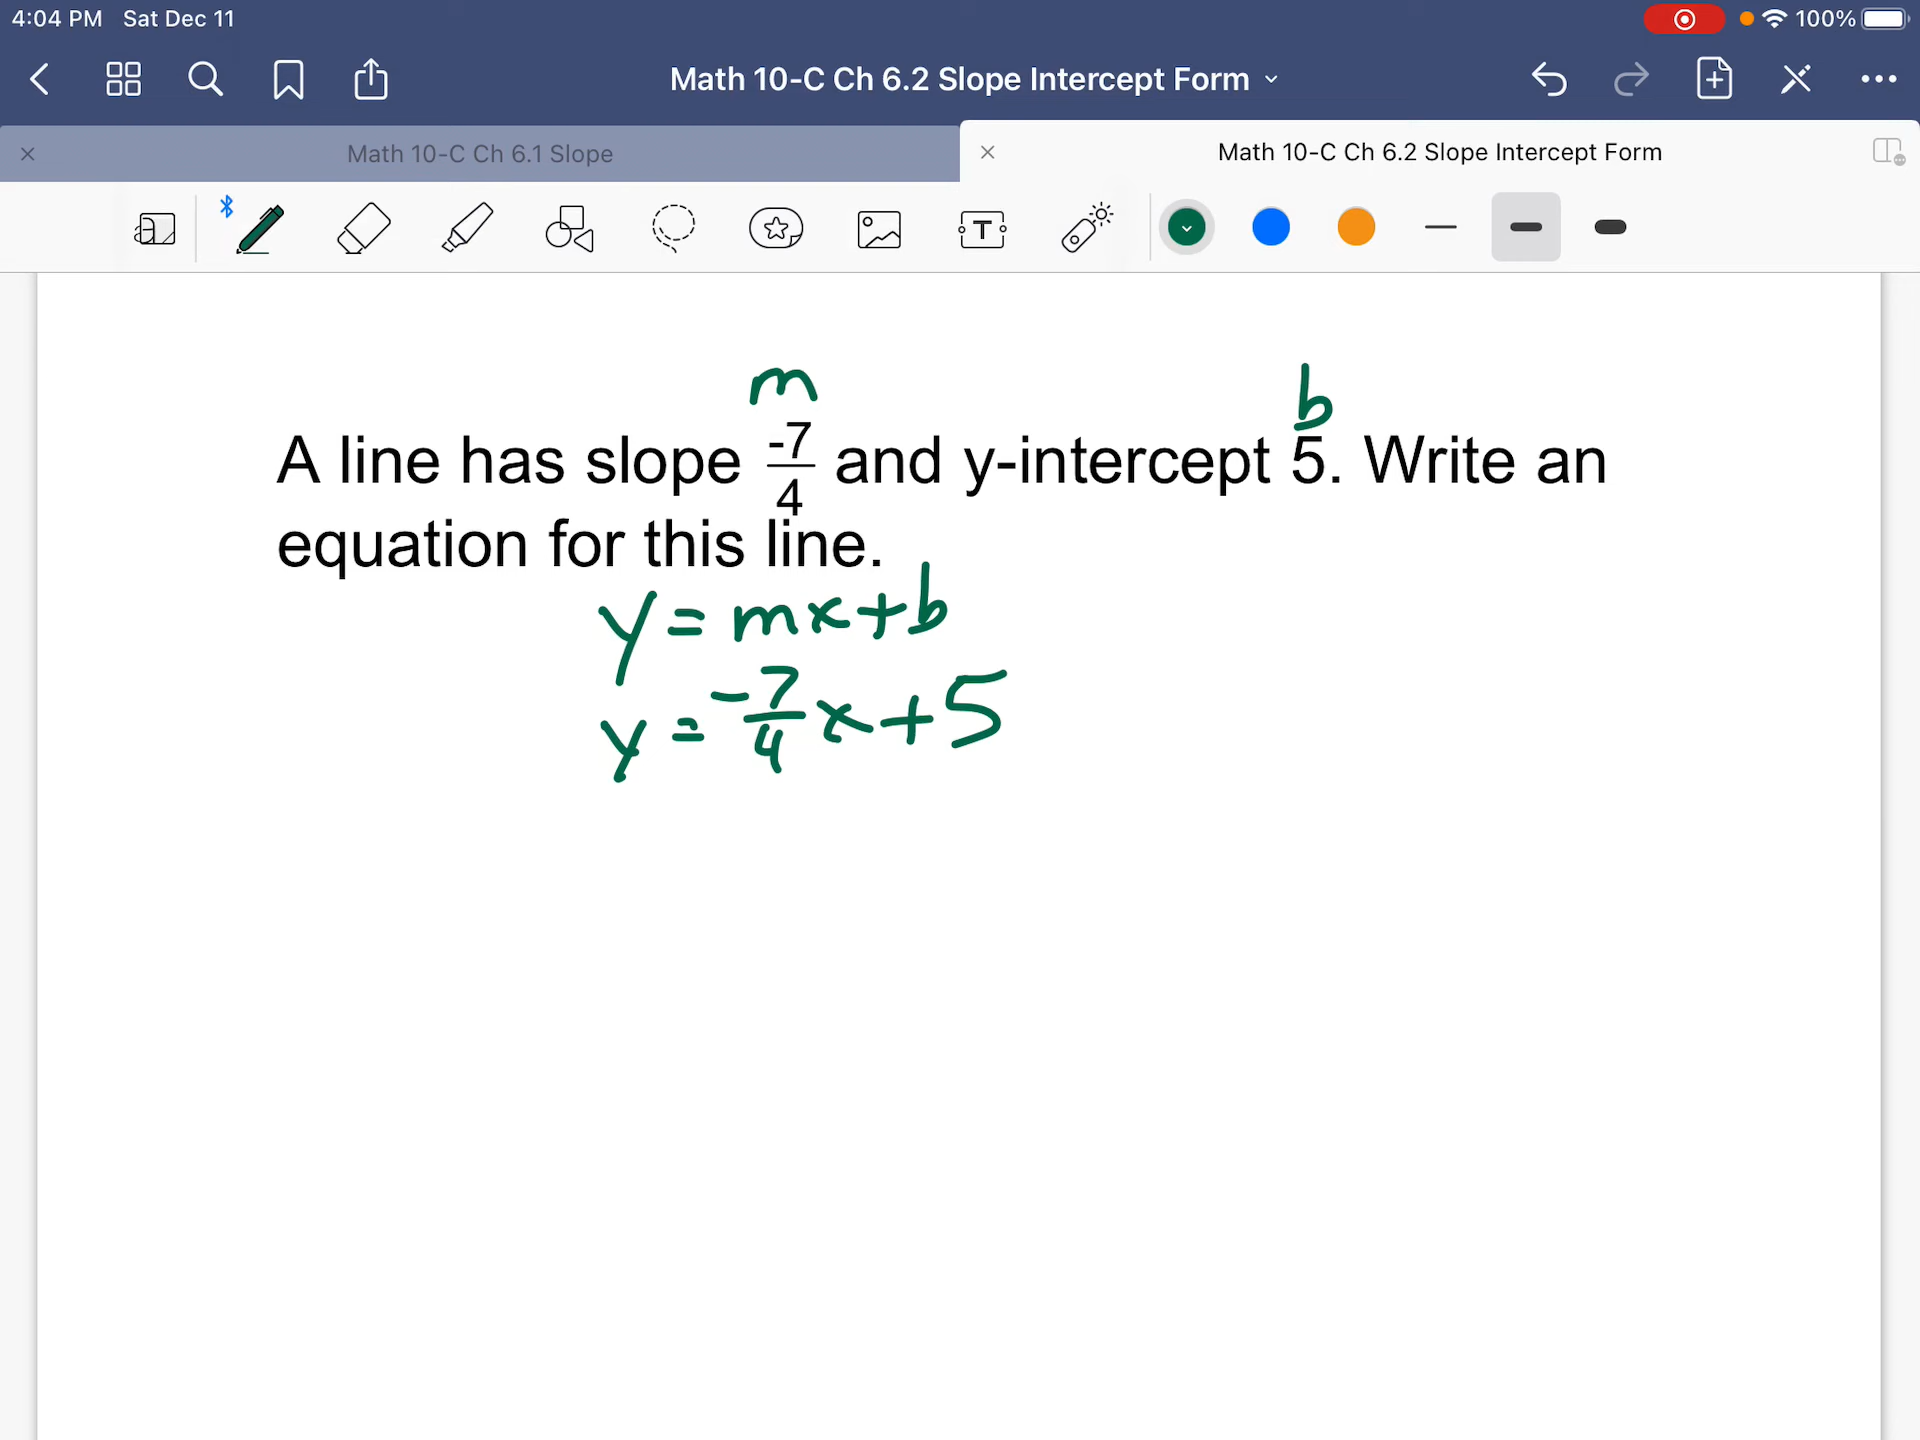 4:04 PM Sat Dec 11 100%
Math 10-C Ch 6.2 Slope Intercept Form
Math 10-C Ch 6.1 Slope Math 10-C Ch 6.2 Slope Intercept Form
m b
A line has slope -7/4 and y-intercept 5. Write an
equation for this line.
y = mx+b
y = -7/4 x + 5